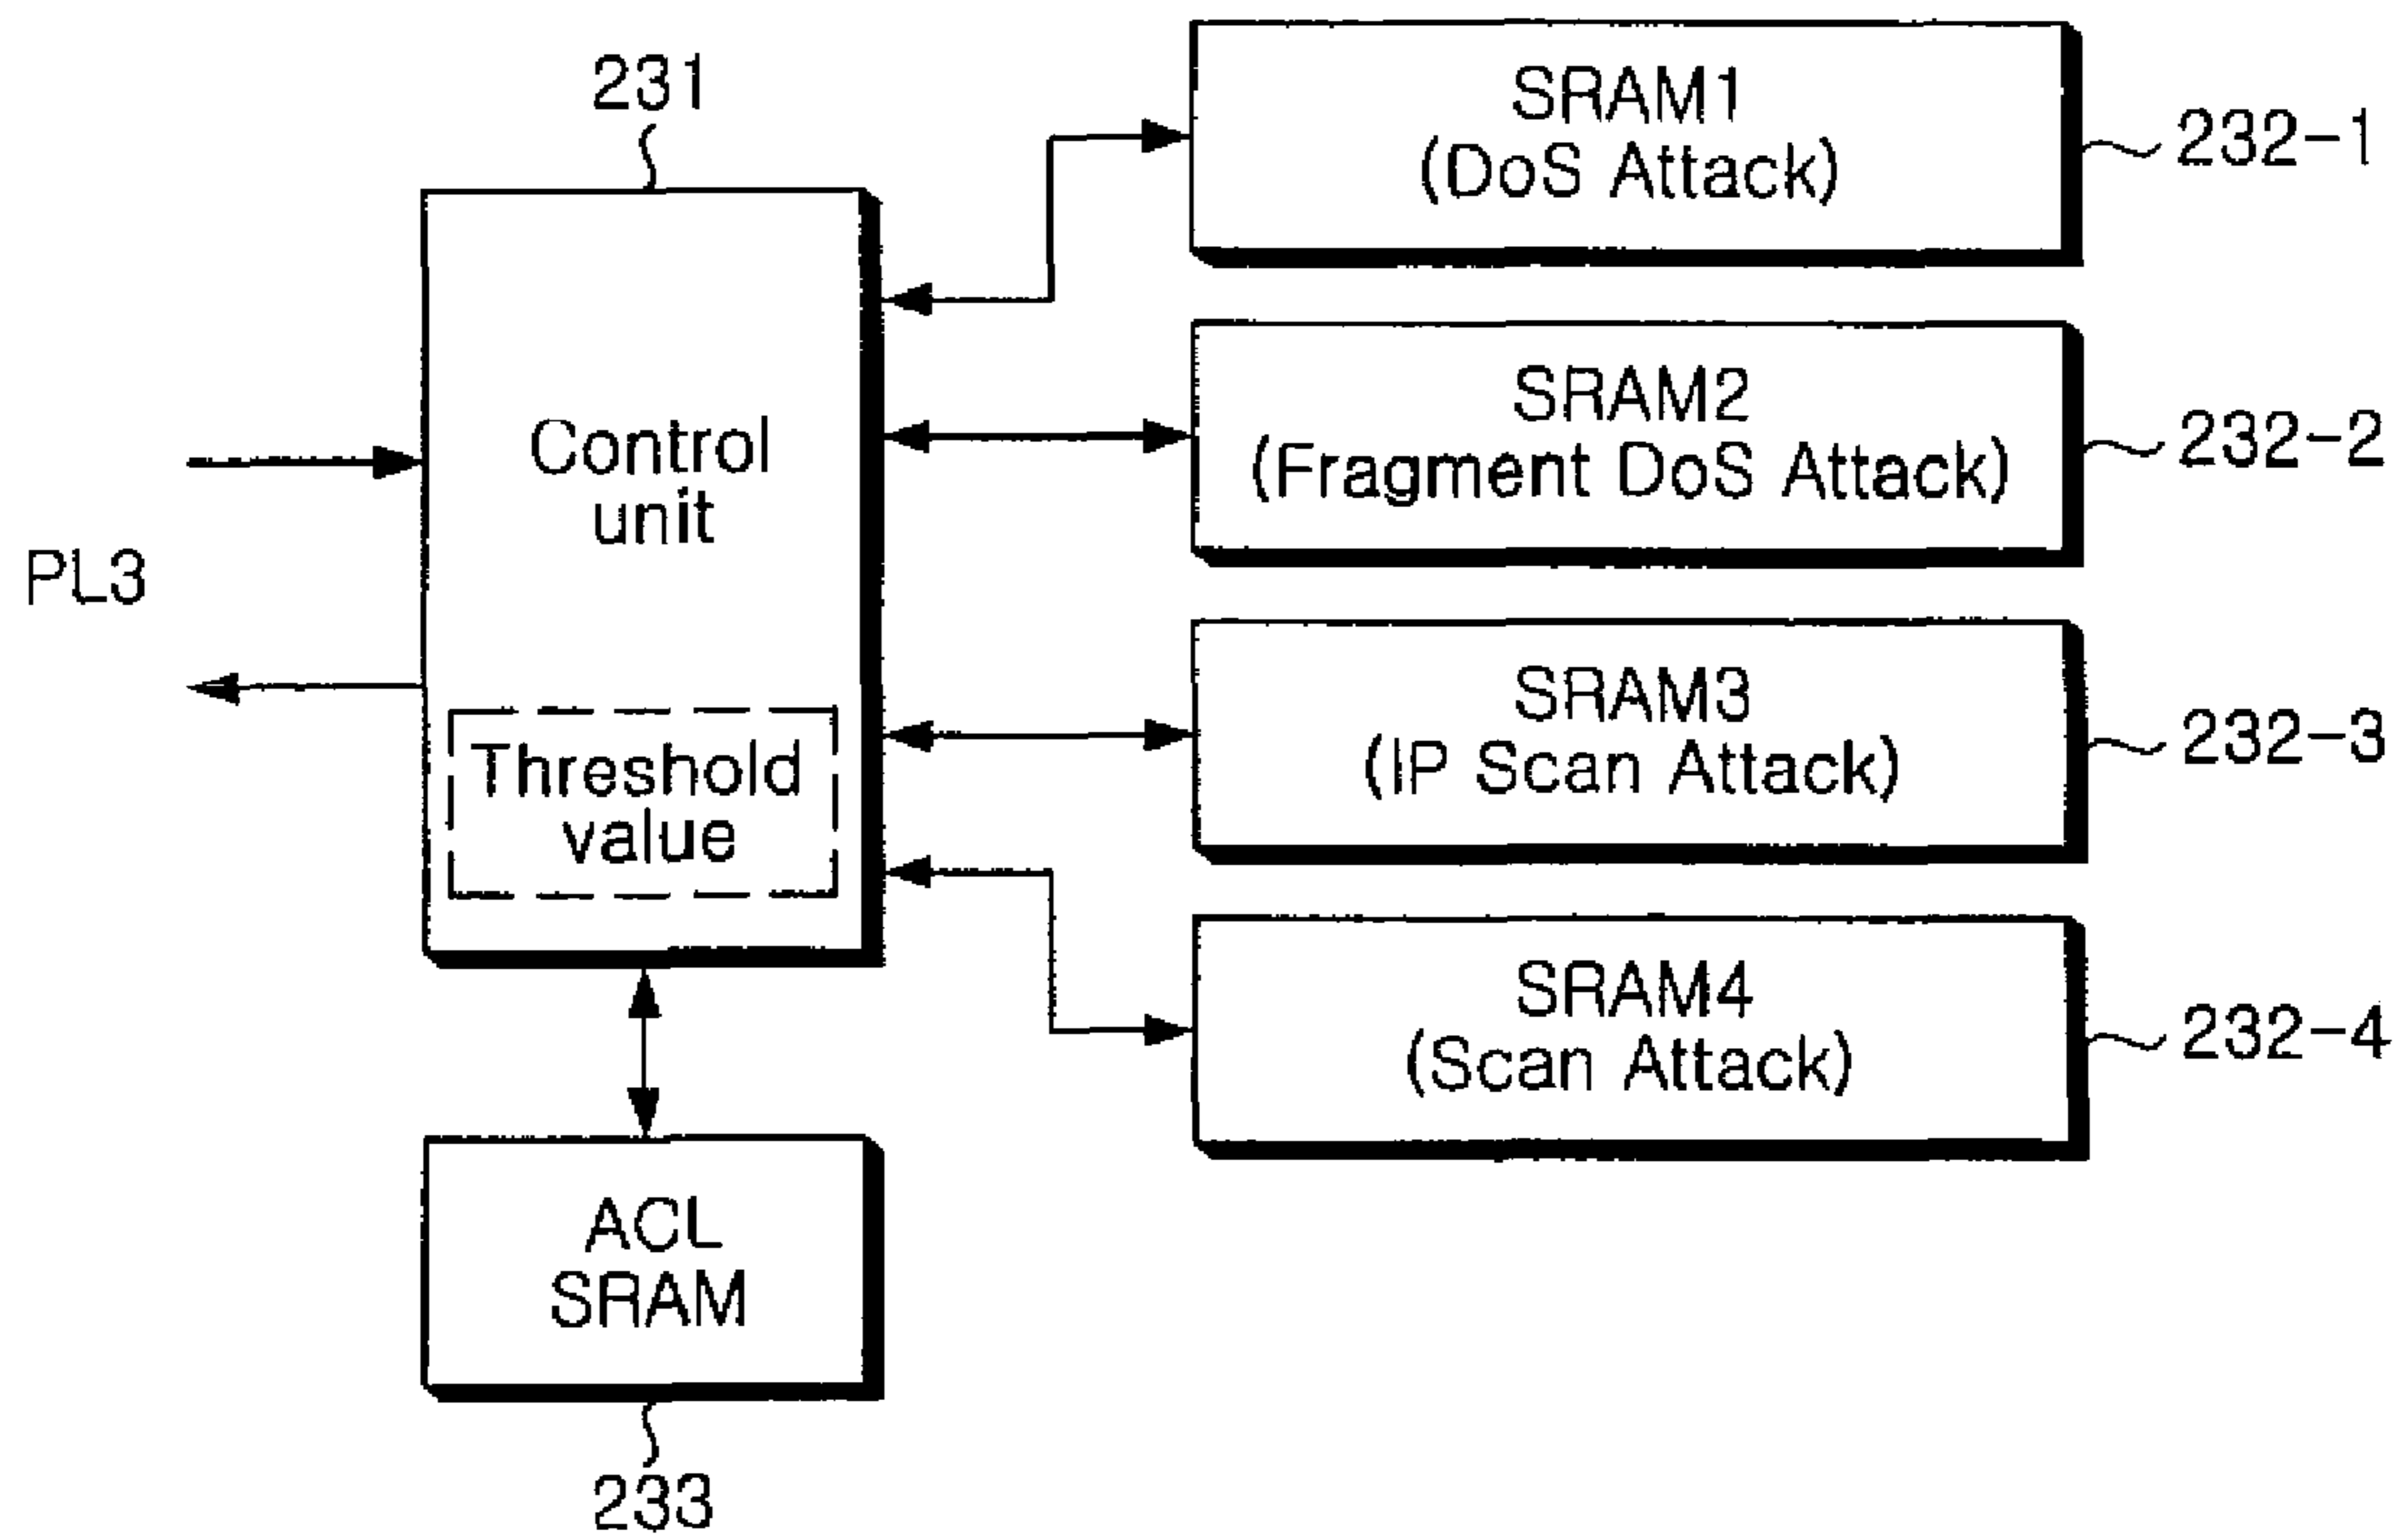 231
Control
unit
PL3
Threshold
value
ACL
SRAM
233
SRAM1
(DoS Attack)
232-1
SRAM2
(Fragment DoS Attack)
232-2
SRAM3
(IP Scan Attack)
232-3
SRAM4
(Scan Attack)
232-4